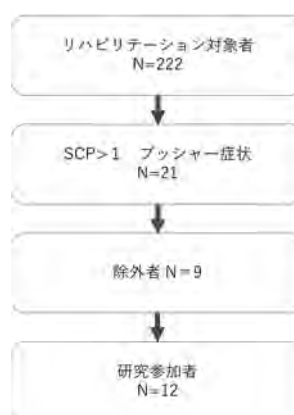 リハビリテーション対象者
N=222
SCP>1 プッシャー症状
N=21
除外者 N=9
研究参加者
N=12